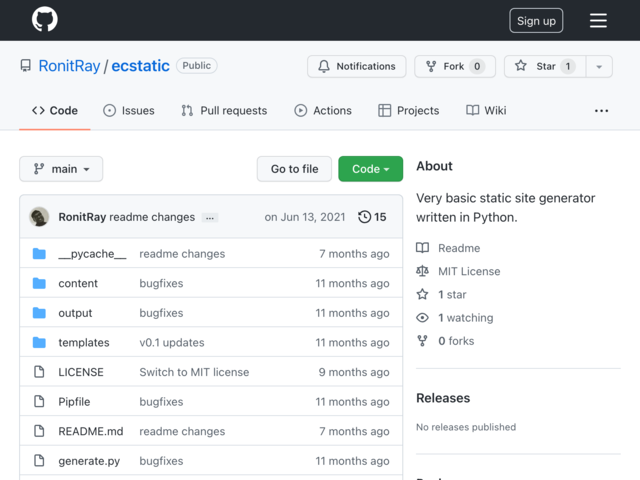 Sign up
RonitRay / ecstatic Public
Notifications Fork 0 Star 1
Code Issues Pull requests Actions Projects Wiki ...
main Go to file Code
RonitRay readme changes ... on Jun 13, 2021 15
__pycache__ readme changes 7 months ago
content bugfixes 11 months ago
output bugfixes 11 months ago
templates v0.1 updates 11 months ago
LICENSE Switch to MIT license 9 months ago
Pipfile bugfixes 11 months ago
README.md readme changes 7 months ago
generate.py bugfixes 11 months ago
About
Very basic static site generator
written in Python.
Readme
MIT License
1 star
1 watching
0 forks
Releases
No releases published